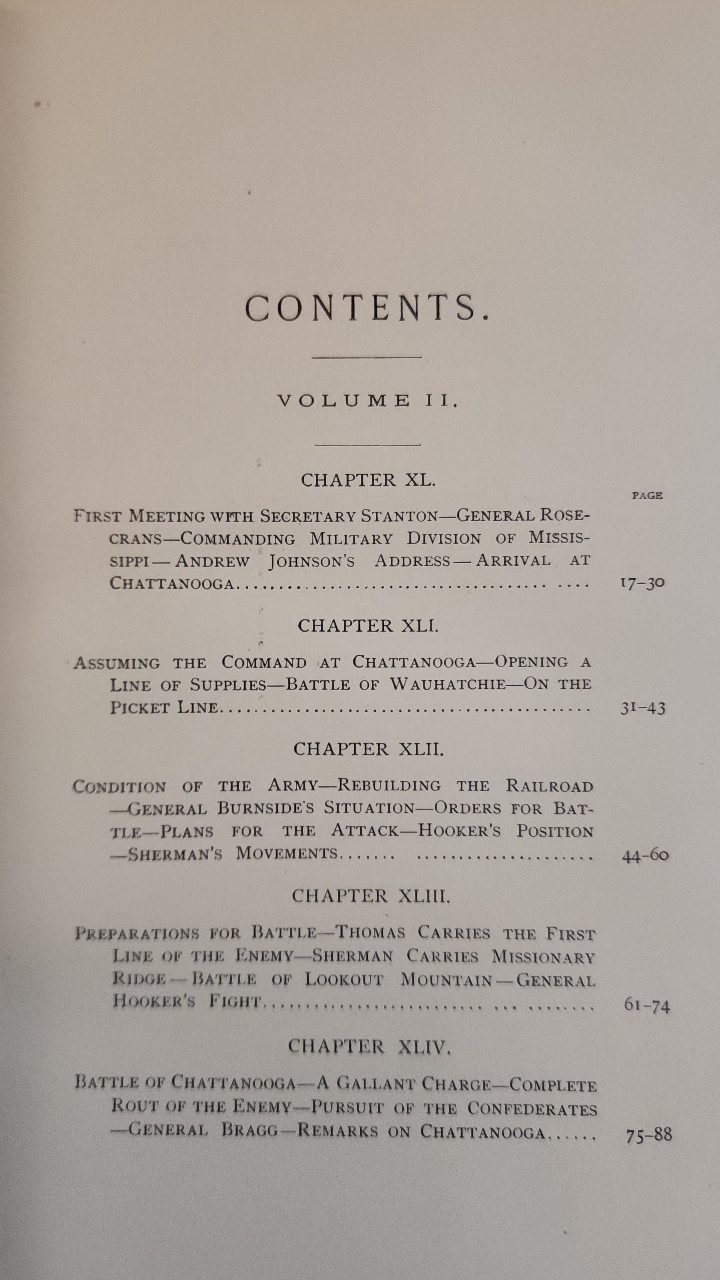 CONTENTS.
VOLUME II.
CHAPTER XL.
PAGE
FIRST MEETING WITH SECRETARY STANTON—GENERAL ROSE-
CRANS—COMMANDING MILITARY DIVISION OF MISSIS-
SIPPI—ANDREW JOHNSON'S ADDRESS—ARRIVAL AT
CHATTANOOGA.................................... .... 17–30
CHAPTER XLI.
ASSUMING THE COMMAND AT CHATTANOOGA—OPENING A
LINE OF SUPPLIES—BATTLE OF WAUHATCHIE—ON THE
PICKET LINE.......................................... 31–43
CHAPTER XLII.
CONDITION OF THE ARMY—REBUILDING THE RAILROAD
—GENERAL BURNSIDE'S SITUATION—ORDERS FOR BAT-
TLE—PLANS FOR THE ATTACK—HOOKER'S POSITION
—SHERMAN'S MOVEMENTS....... ..................... 44–60
CHAPTER XLIII.
PREPARATIONS FOR BATTLE—THOMAS CARRIES THE FIRST
LINE OF THE ENEMY—SHERMAN CARRIES MISSIONARY
RIDGE—BATTLE OF LOOKOUT MOUNTAIN—GENERAL
HOOKER'S FIGHT.......................... ... ........ 61–74
CHAPTER XLIV.
BATTLE OF CHATTANOOGA—A GALLANT CHARGE—COMPLETE
ROUT OF THE ENEMY—PURSUIT OF THE CONFEDERATES
—GENERAL BRAGG—REMARKS ON CHATTANOOGA...... 75–88